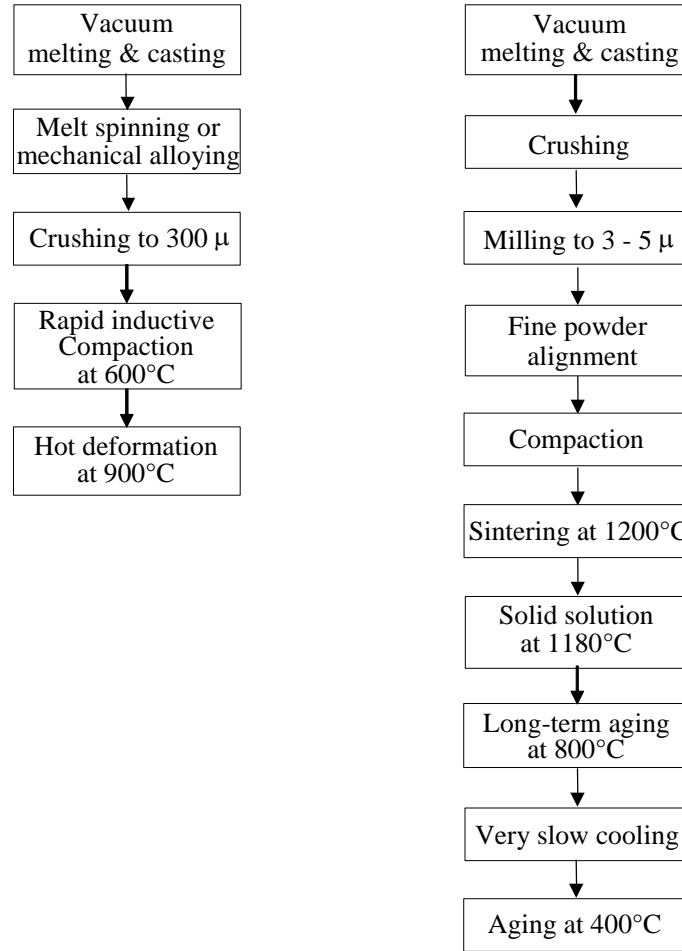 Vacuum
melting & casting
Melt spinning or
mechanical alloying
Crushing to 300 μ
Rapid inductive
Compaction
at 600°C
Hot deformation
at 900°C
Vacuum
melting & casting
Crushing
Milling to 3 - 5 μ
Fine powder
alignment
Compaction
Sintering at 1200°C
Solid solution
at 1180°C
Long-term aging
at 800°C
Very slow cooling
Aging at 400°C